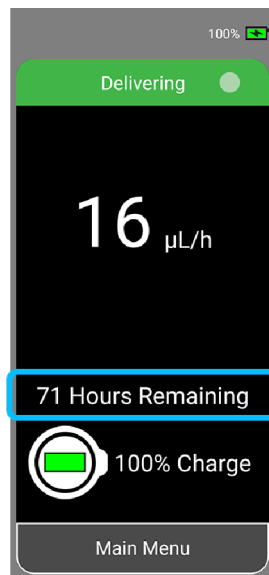 100%
Delivering
16 µL/h
71 Hours Remaining
100% Charge
Main Menu